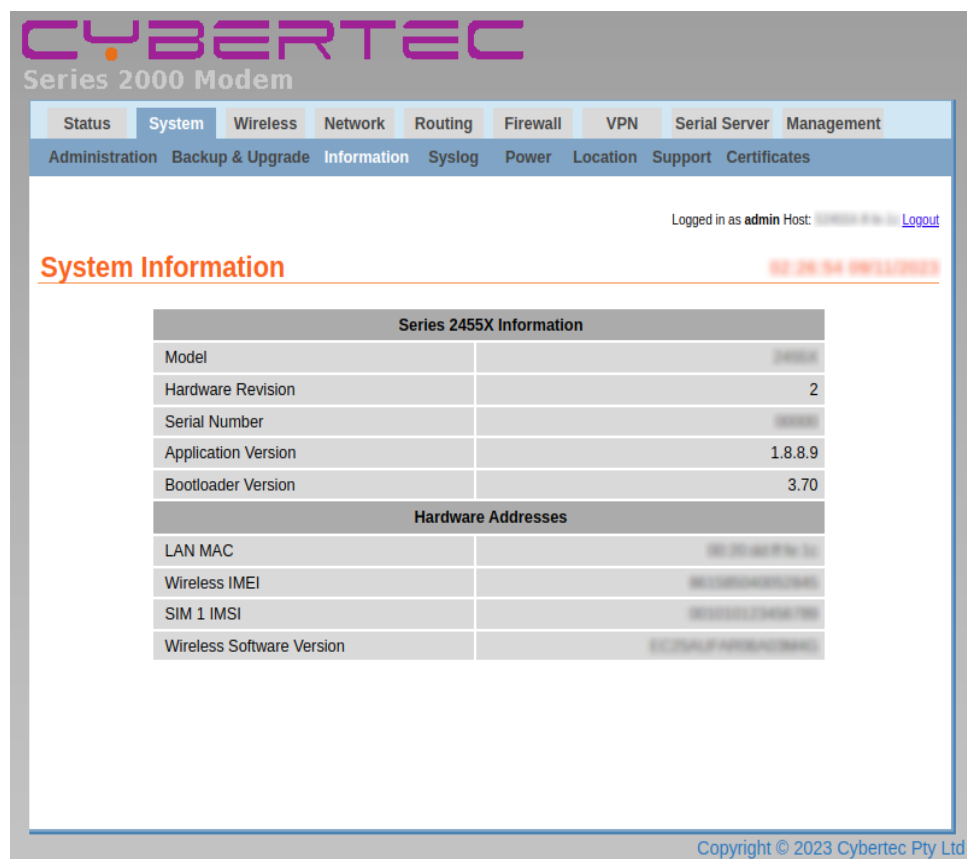 CYBERTEC
Series 2000 Modem
Status System Wireless Network Routing Firewall VPN Serial Server Management
Administration Backup & Upgrade Information Syslog Power Location Support Certificates
Logged in as admin Host: Logout
System Information
Series 2455X Information
Model
Hardware Revision 2
Serial Number
Application Version 1.8.8.9
Bootloader Version 3.70
Hardware Addresses
LAN MAC
Wireless IMEI
SIM 1 IMSI
Wireless Software Version
Copyright © 2023 Cybertec Pty Ltd